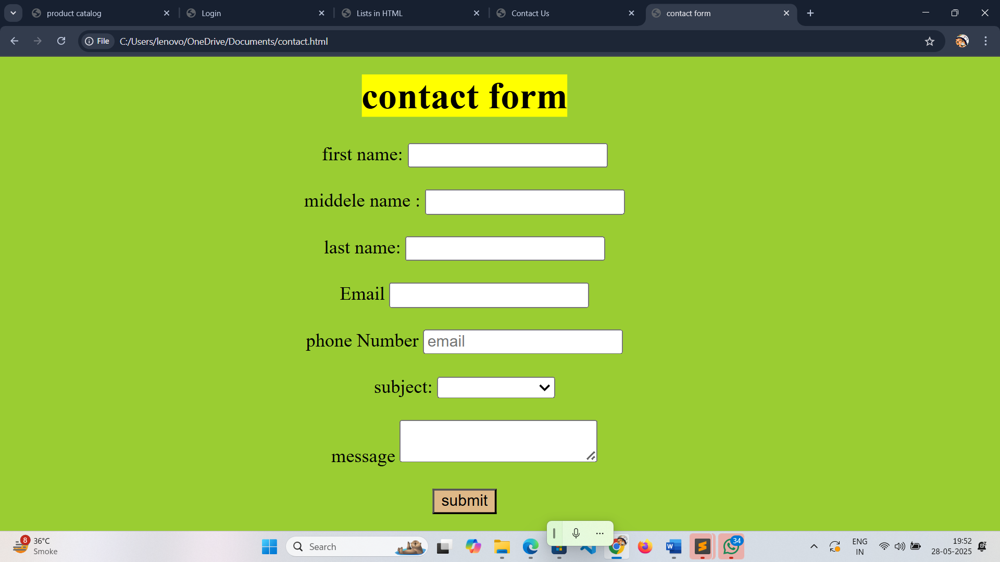 product catalog
Login
Lists in HTML
Contact Us
contact form
File
C:/Users/lenovo/OneDrive/Documents/contact.html
contact form
first name:
middele name :
last name:
Email
phone Number email
subject:
message
submit
8
36°C
Smoke
Search
W
34
ENG
IN
19:52
28-05-2025